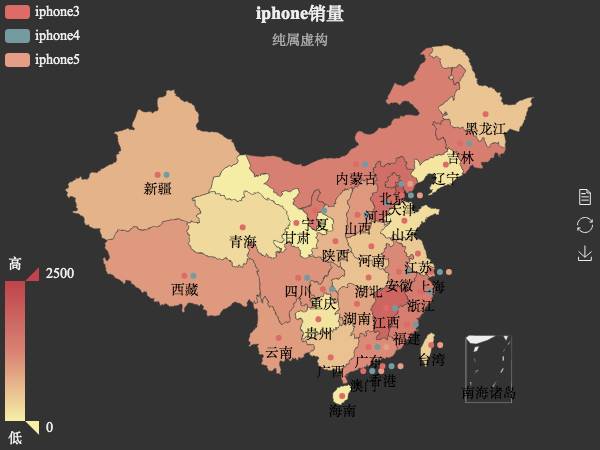 iphone3
iphone4
iphone5
iphone销量
纯属虚构
黑龙江
吉林
辽宁
内蒙古
新疆
北京
天津
河北
宁夏
山西
山东
青海
甘肃
陕西
河南
江苏
西藏
四川
重庆
湖北
安徽
上海
浙江
湖南
江西
贵州
福建
云南
广西
广东
台湾
香港
澳门
海南
南海诸岛
高
2500
0
低